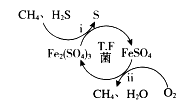 CH₄、H₂S
S
i
Fe₂(SO₄)₃
T.F
菌
FeSO₄
ii
CH₄、H₂O
O₂